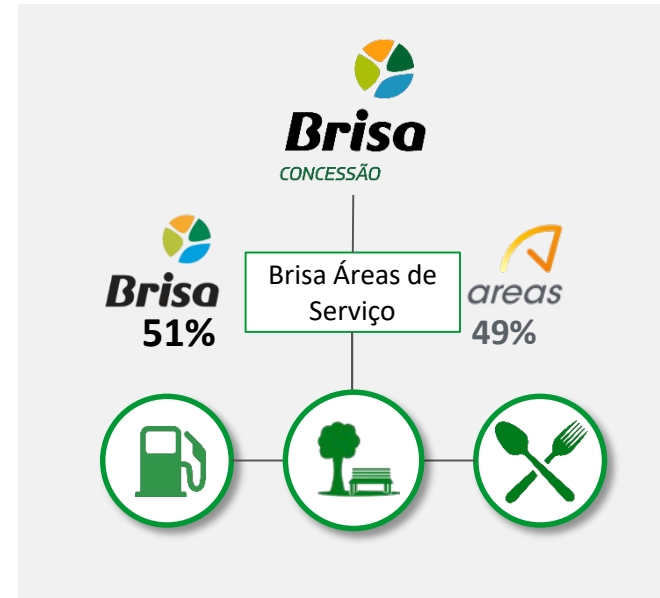 Brisa
CONCESSÃO
Brisa
51%
Brisa Áreas de
Serviço
areas
49%